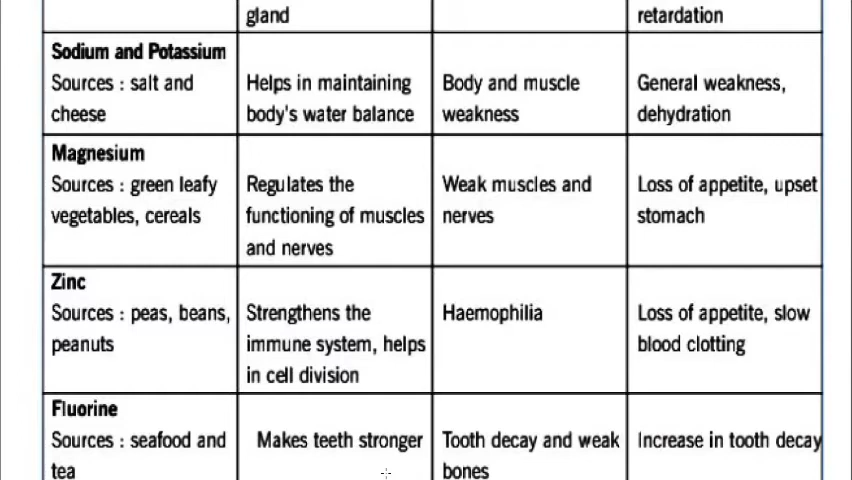 gland
retardation
Sodium and Potassium
Sources : salt and
cheese
Helps in maintaining
body's water balance
Body and muscle
weakness
General weakness,
dehydration
Magnesium
Sources : green leafy
vegetables, cereals
Regulates the
functioning of muscles
and nerves
Weak muscles and
nerves
Loss of appetite, upset
stomach
Zinc
Sources : peas, beans,
peanuts
Strengthens the
immune system, helps
in cell division
Haemophilia
Loss of appetite, slow
blood clotting
Fluorine
Sources : seafood and
tea
Makes teeth stronger
Tooth decay and weak
bones
Increase in tooth decay